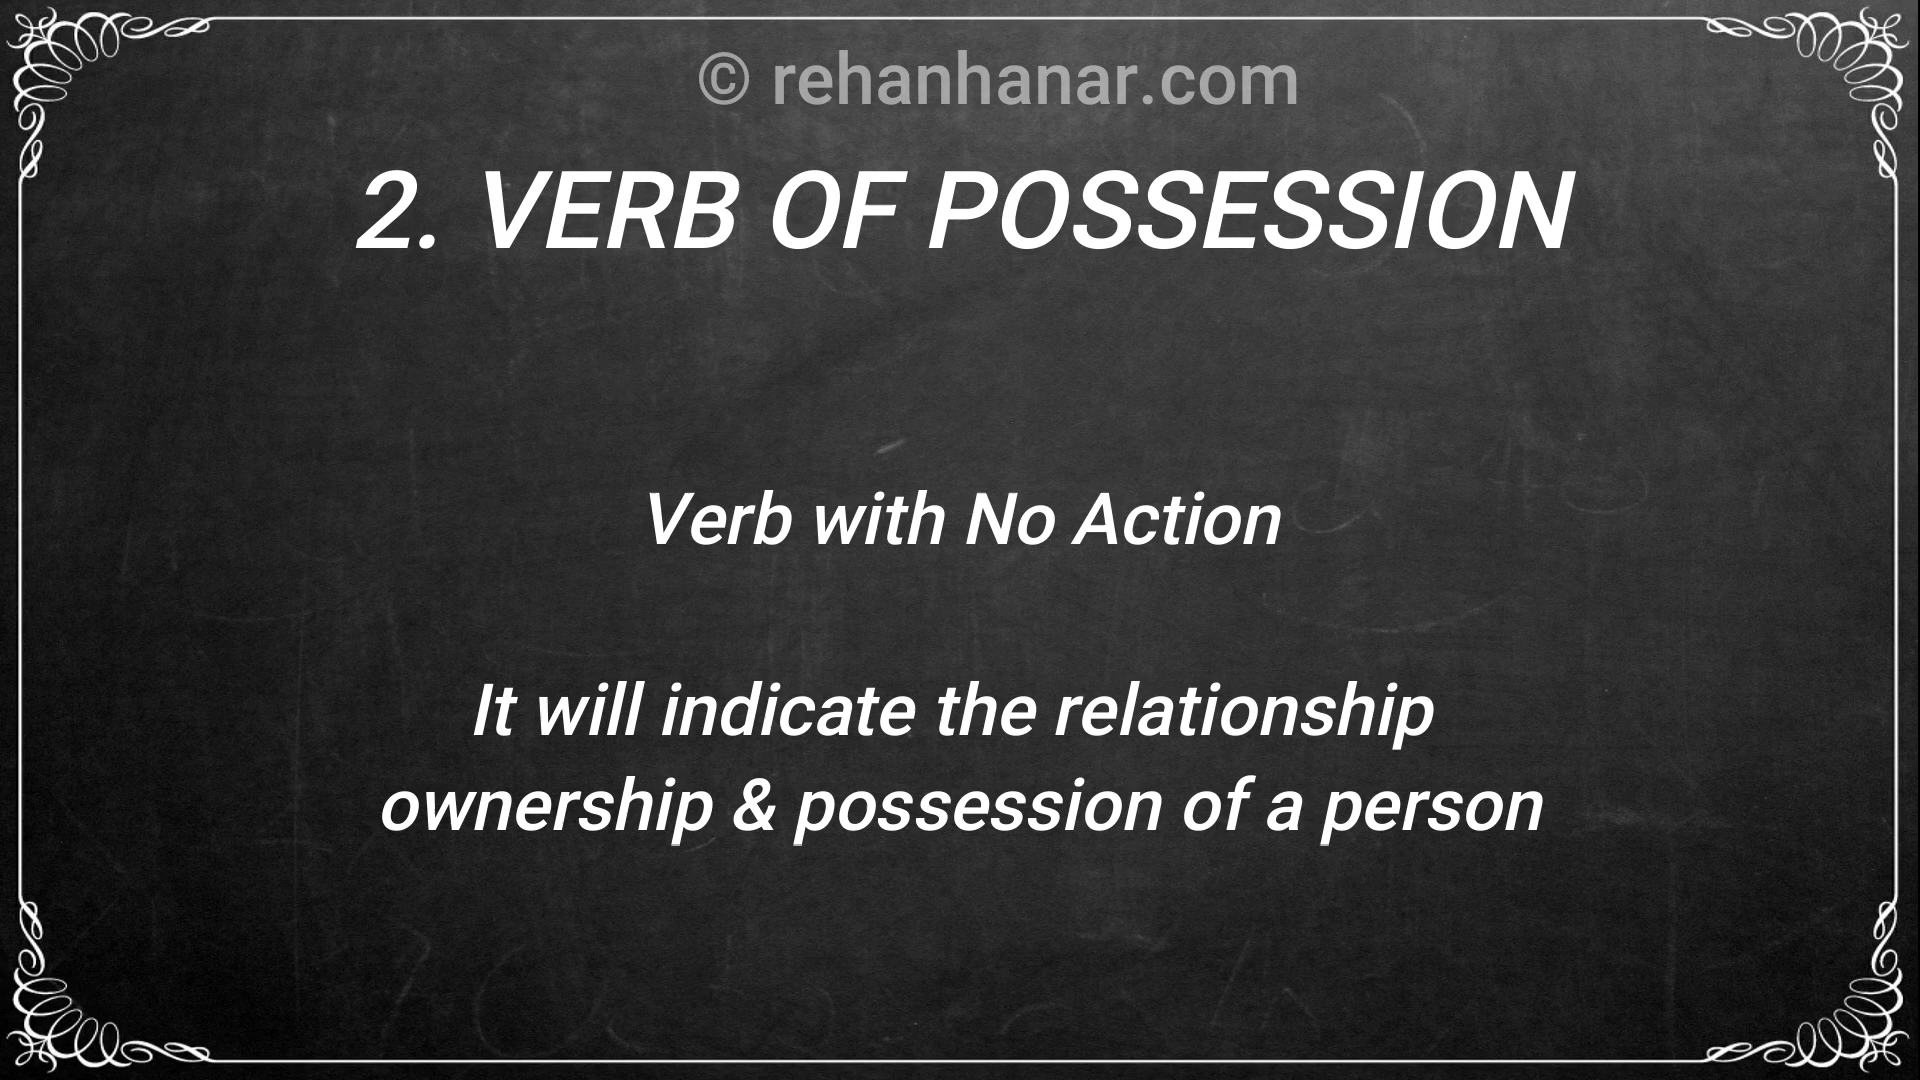 © rehanhanar.com
2. VERB OF POSSESSION
Verb with No Action
It will indicate the relationship
ownership & possession of a person